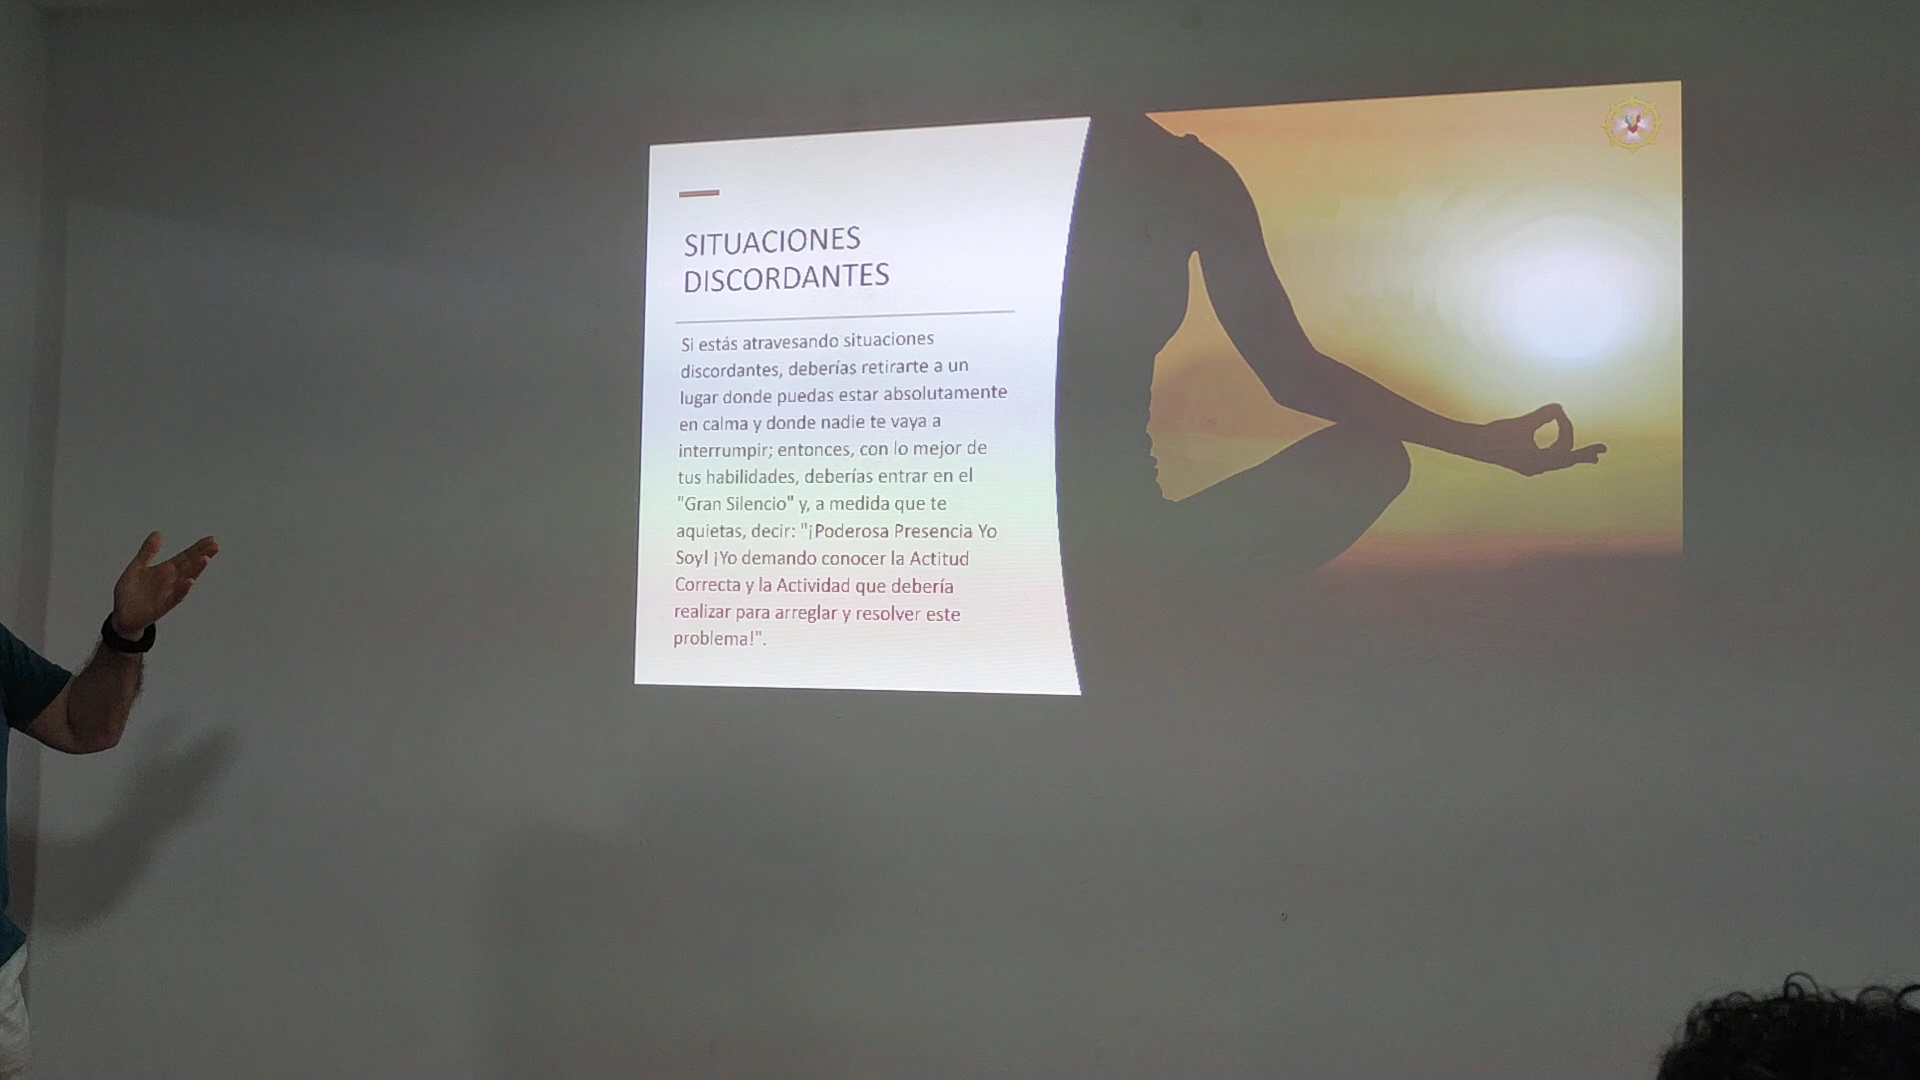 SITUACIONES
DISCORDANTES
Si estás atravesando situaciones
discordantes, deberías retirarte a un
lugar donde puedas estar absolutamente
en calma y donde nadie te vaya a
interrumpir; entonces, con lo mejor de
tus habilidades, deberías entrar en el
"Gran Silencio" y, a medida que te
aquietas, decir: "¡Poderosa Presencia Yo
Soy! ¡Yo demando conocer la Actitud
Correcta y la Actividad que debería
realizar para arreglar y resolver este
problema!".